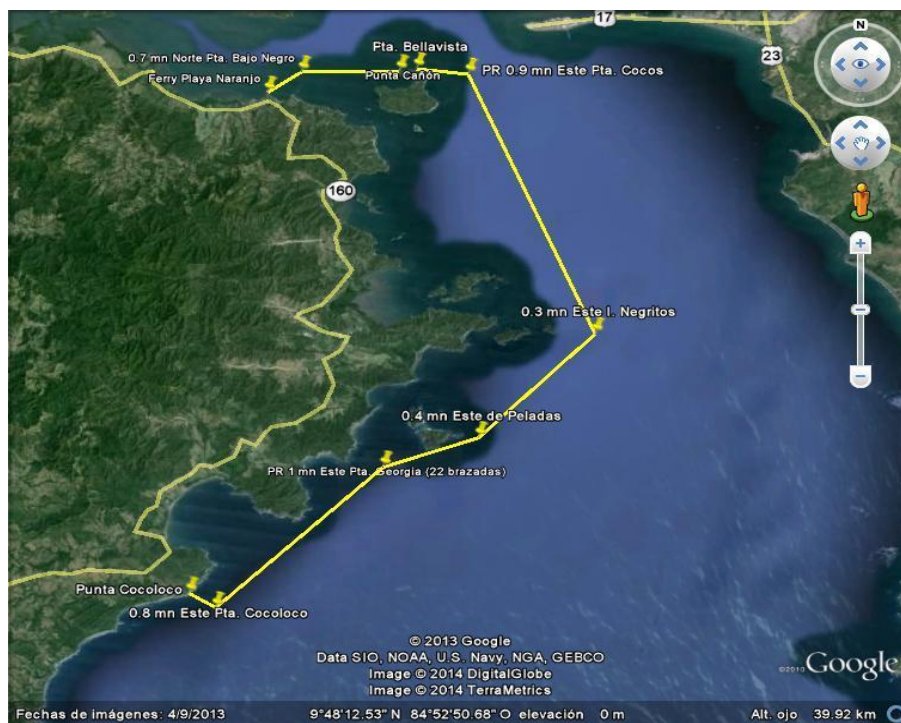 17
N
Pta. Bellavista
23
0.7 mn Norte Pta. Bajo Negro
Ferry Playa Naranjo
Punta Cañón
PR 0.9 mn Este Pta. Cocos
160
0.3 mn Este I. Negritos
0.4 mn Este de Peladas
PR 1 mn Este Pta. Georgia (22 brazadas)
Punta Cocoloco
0.8 mn Este Pta. Cocoloco
© 2013 Google
Data SIO, NOAA, U.S. Navy, NGA, GEBCO
Image © 2014 DigitalGlobe
Image © 2014 TerraMetrics
©2013 Google
Fechas de imágenes: 4/9/2013 9°48'12.53" N 84°52'50.68" O elevación 0 m Alt. ojo 39.92 km